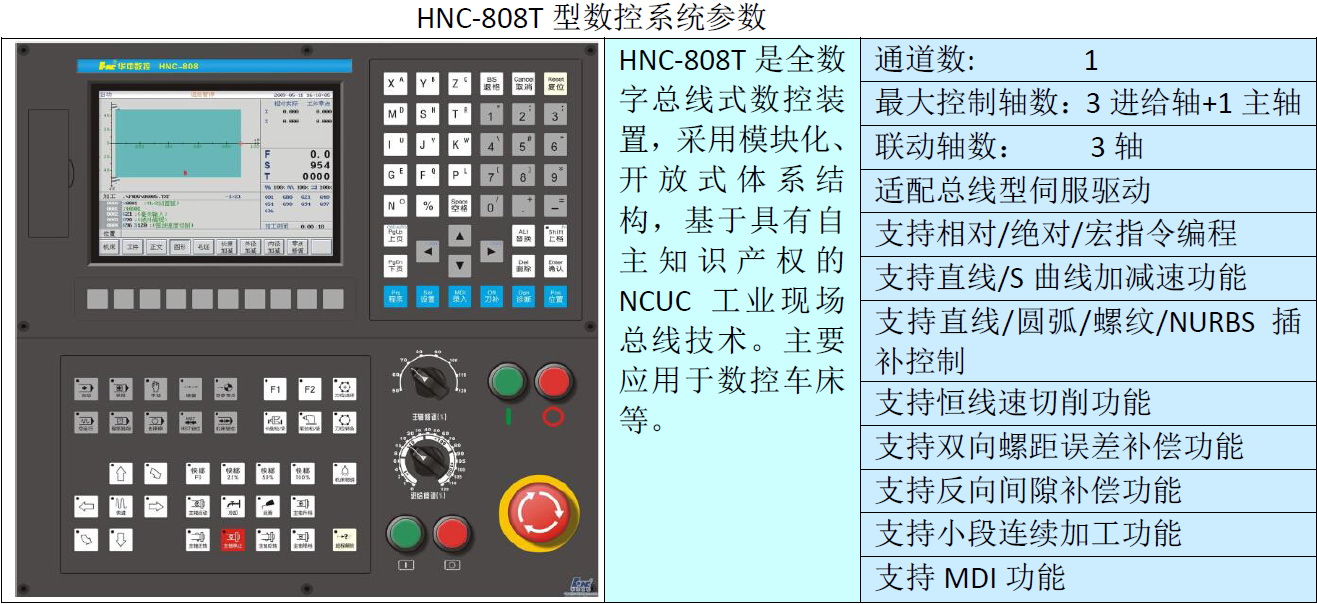 HNC-808T 型数控系统参数
华中数控 HNC-808
F 0.0
S 954
T 0000
X A
Y B
Z C
BS 退格
Cancel 取消
Reset 复位
M D
S H
T R
1
2
3
I U
J V
K W
4
5
6
G E
F Q
P L
7
8
9
N O
%
Space 空格
0
PgUp 上页
Alt 替换
Shift 上档
PgDn 下页
Del 删除
Enter 确认
程序
Set 设置
MDI 录入
刀补
Dgn 诊断
Pos 位置
F1
F2
主轴修调(%)
快移 F0
快移 25%
快移 50%
快移 100%
进给修调(%)
HNC-808T 是全数
字总线式数控装
置，采用模块化、
开放式体系结
构，基于具有自
主知识产权的
NCUC 工业现场
总线技术。主要
应用于数控车床
等。
通道数： 1
最大控制轴数：3 进给轴+1 主轴
联动轴数： 3 轴
适配总线型伺服驱动
支持相对/绝对/宏指令编程
支持直线/S 曲线加减速功能
支持直线/圆弧/螺纹/NURBS 插
补控制
支持恒线速切削功能
支持双向螺距误差补偿功能
支持反向间隙补偿功能
支持小段连续加工功能
支持 MDI 功能